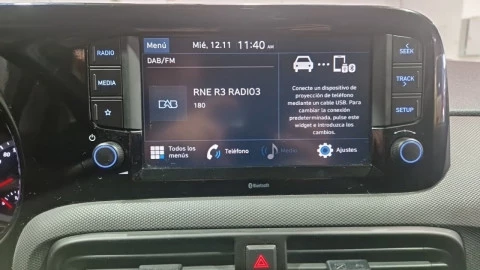 Menú
Mié, 12.11
11:40 AM
RADIO
MEDIA
DAB/FM
DAB
RNE R3 RADIO3
180
Conecte un dispositivo de
proyección de teléfono
mediante un cable USB. Para
cambiar la conexión
predeterminada, pulse este
widget e introduzca los
cambios.
SEEK
TRACK
SETUP
Todos los
menús
Teléfono
Media
Ajustes
Bluetooth